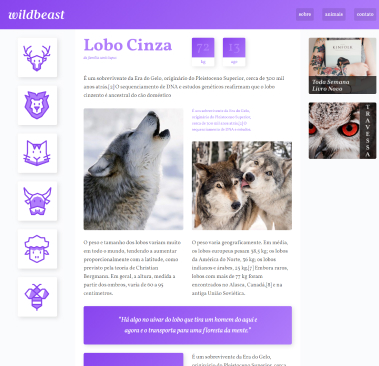 wildbeast
sobre
animais
contato
Lobo Cinza
da família canis lupus
72
kg
13
age
É um sobrevivente da Era do Gelo, originário do Pleistoceno Superior, cerca de 300 mil
anos atrás[2] O sequenciamento de DNA e estudos genéticos reafirmam que o lobo
cinzento é ancestral do cão doméstico
É um sobrevivente da Era do Gelo,
originário do Pleistoceno Superior,
cerca de 300 mil anos atrás[2] O
sequenciamento de DNA e estudos
O peso e tamanho dos lobos variam muito
em todo o mundo, tendendo a aumentar
proporcionalmente com a latitude, como
previsto pela teoria de Christian
Bergmann. Em geral, a altura, medida a
partir dos ombros, varia de 60 a 95
centímetros.
O peso varia geograficamente. Em média,
os lobos europeus pesam 38,5 kg; os lobos
da América do Norte, 36 kg; os lobos
indianos e árabes, 25 kg[7] Embora raros,
lobos com mais de 77 kg foram
encontrados no Alasca, Canadá,[8] e na
antiga União Soviética.
"Há algo no uivar do lobo que tira um homem do aqui e
agora e o transporta para uma floresta da mente."
É um sobrevivente da Era do Gelo,
originário do Pleistoceno Superior, cerca
KINFOLK
Toda Semana
Livro Novo
TRAVESSA